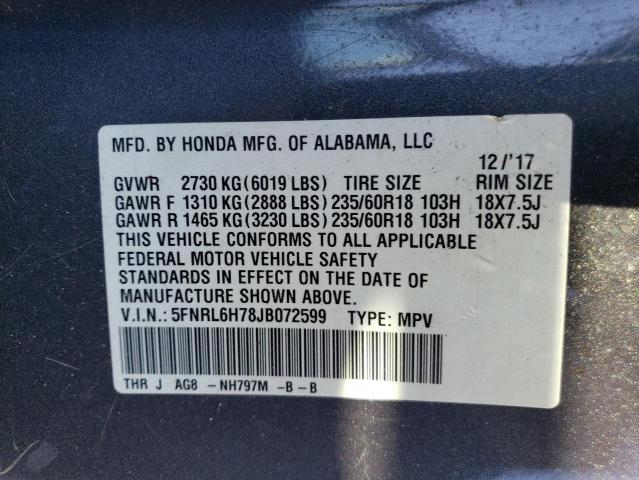 MFD. BY HONDA MFG. OF ALABAMA, LLC
12/'17
GVWR 2730 KG(6019 LBS) TIRE SIZE RIM SIZE
GAWR F 1310 KG(2888 LBS)235/60R18 103H 18X7.5J
GAWR R 1465 KG(3230 LBS)235/60R18 103H 18X7.5J
THIS VEHICLE CONFORMS TO ALL APPLICABLE
FEDERAL MOTOR VEHICLE SAFETY
STANDARDS IN EFFECT ON THE DATE OF
MANUFACTURE SHOWN ABOVE.
V.I.N.: 5FNRL6H78JB072599 TYPE: MPV
THR J AG8 -NH797M -B-B